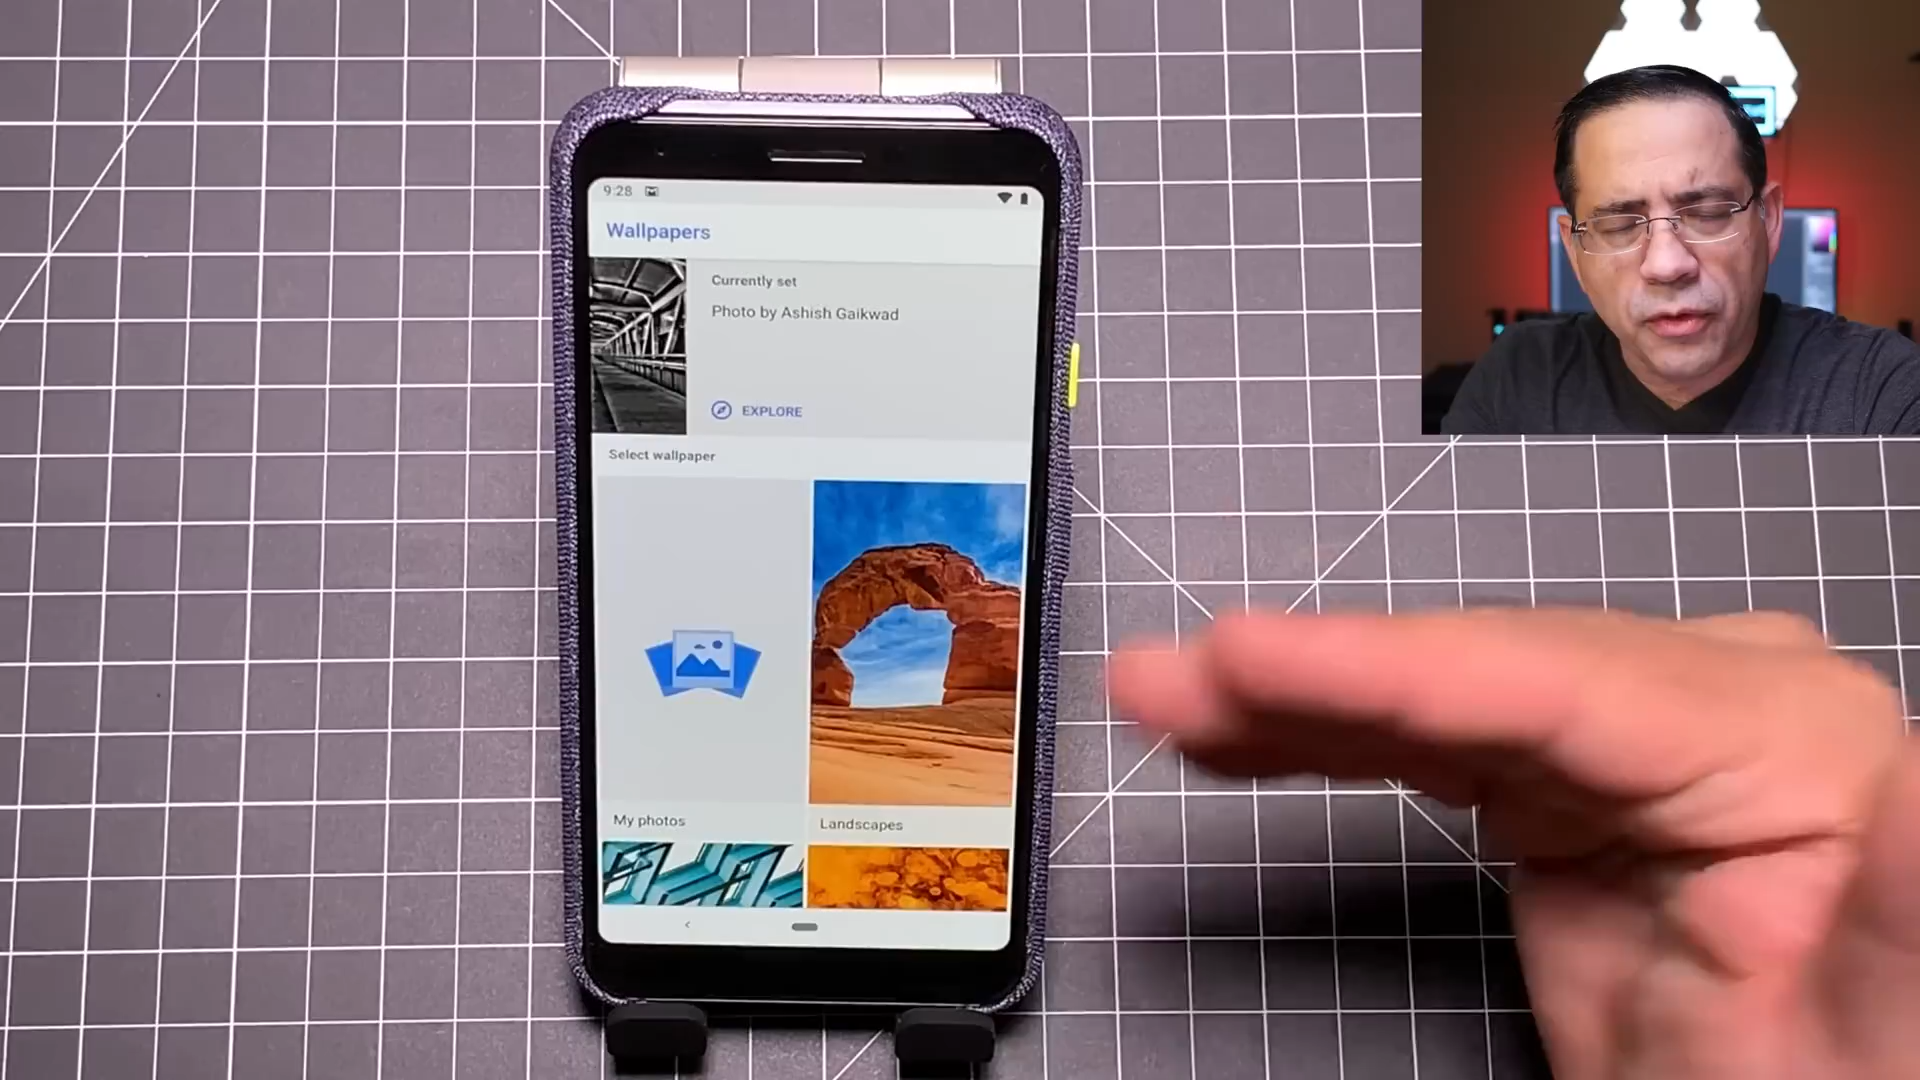 9:28
Wallpapers
Currently set
Photo by Ashish Gaikwad
EXPLORE
Select wallpaper
My photos
Landscapes